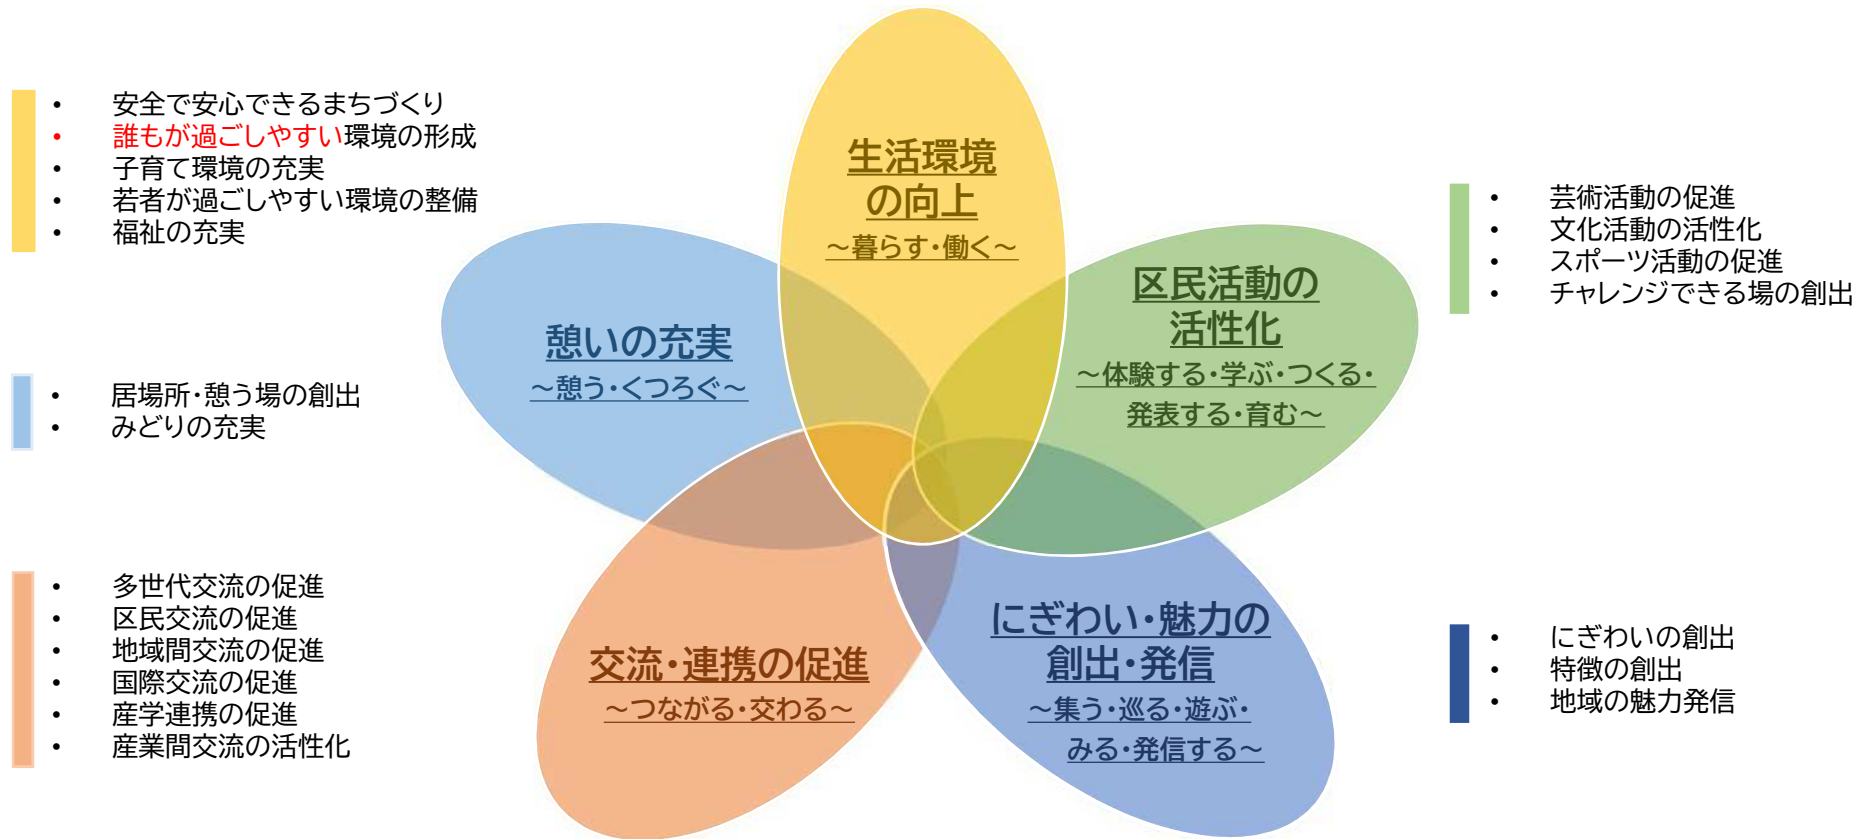 • 安全で安心できるまちづくり
• 誰もが過ごしやすい環境の形成
• 子育て環境の充実
• 若者が過ごしやすい環境の整備
• 福祉の充実
• 居場所・憩う場の創出
• みどりの充実
• 多世代交流の促進
• 区民交流の促進
• 地域間交流の促進
• 国際交流の促進
• 産学連携の促進
• 産業間交流の活性化
生活環境
の向上
～暮らす・働く～
憩いの充実
～憩う・くつろぐ～
区民活動の
活性化
～体験する・学ぶ・つくる・
発表する・育む～
交流・連携の促進
～つながる・交わる～
にぎわい・魅力の
創出・発信
～集う・巡る・遊ぶ・
みる・発信する～
• 芸術活動の促進
• 文化活動の活性化
• スポーツ活動の促進
• チャレンジできる場の創出
• にぎわいの創出
• 特徴の創出
• 地域の魅力発信